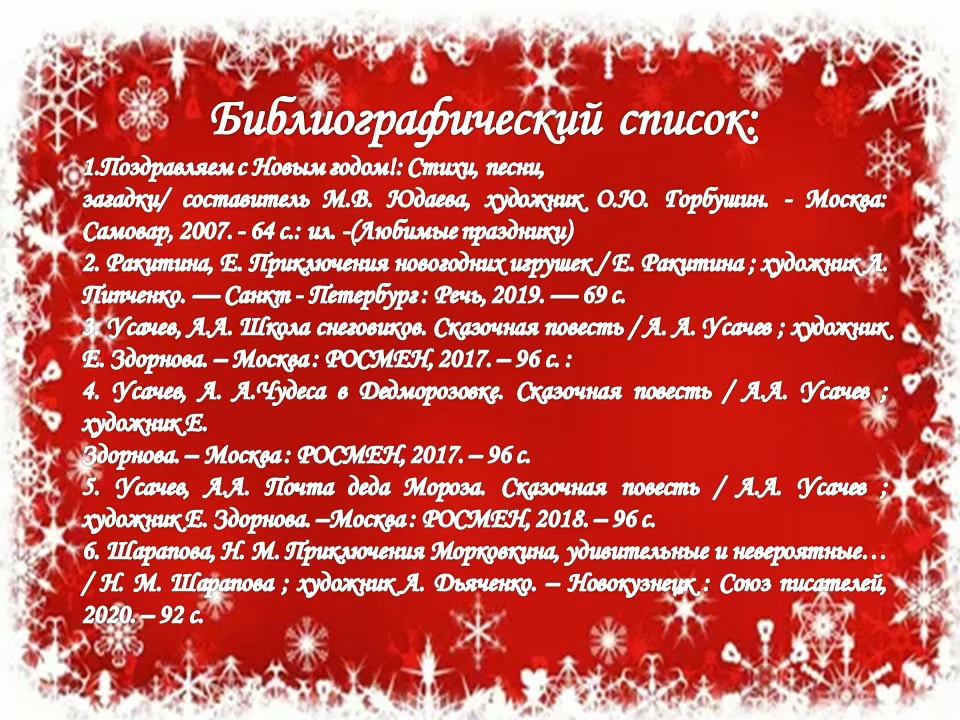 Библиографический список:
1.Поздравляем с Новым годом!: Стихи, песни,
загадки/ составитель М.В. Юдаева, художник О.Ю. Горбушин. - Москва:
Самовар, 2007. - 64 с.: ил. -(Любимые праздники)
2. Ракитина, Е. Приключения новогодних игрушек / Е. Ракитина ; художник Л.
Пипченко. — Санкт - Петербург : Речь, 2019. — 69 с.
3. Усачев, А.А. Школа снеговиков. Сказочная повесть / А. А. Усачев ; художник
Е. Здорнова. – Москва : РОСМЕН, 2017. – 96 с. :
4. Усачев, А. А.Чудеса в Дедморозовке. Сказочная повесть / А.А. Усачев ;
художник Е.
Здорнова. – Москва : РОСМЕН, 2017. – 96 с.
5. Усачев, А.А. Почта деда Мороза. Сказочная повесть / А.А. Усачев ;
художник Е. Здорнова. –Москва : РОСМЕН, 2018. – 96 с.
6. Шарапова, Н. М. Приключения Морковкина, удивительные и невероятные…
/ Н. М. Шарапова ; художник А. Дьяченко. – Новокузнецк : Союз писателей,
2020. – 92 с.